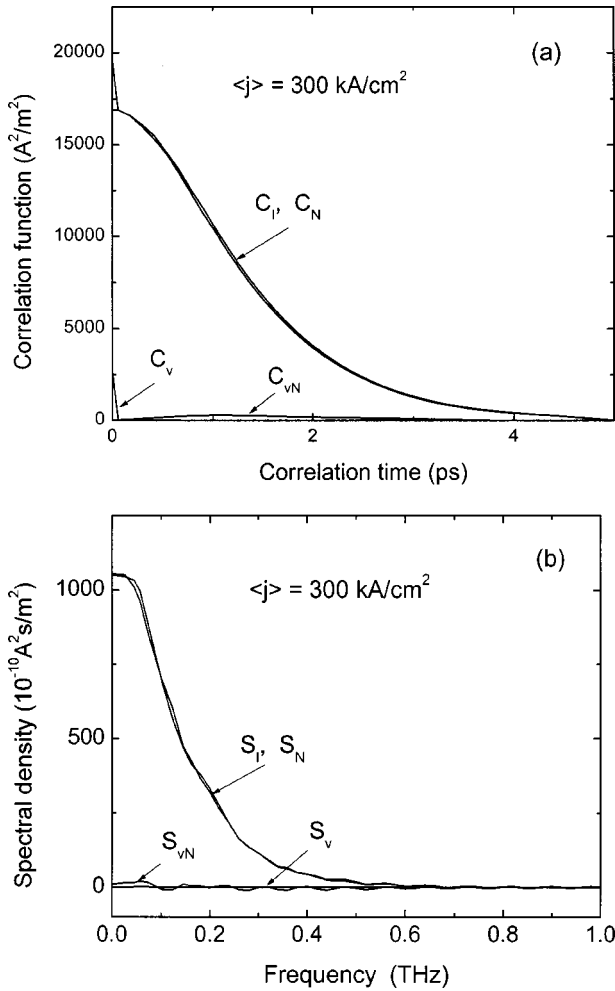 (a)
<j> = 300 kA/cm²
Correlation function (A²/m²)
20000
15000
10000
5000
0
C_I, C_N
C_v
C_vN
0 2 4
Correlation time (ps)
(b)
<j> = 300 kA/cm²
Spectral density (10⁻¹⁰A²s/m²)
1000
500
0
S_I, S_N
S_vN
S_v
0.0 0.2 0.4 0.6 0.8 1.0
Frequency (THz)